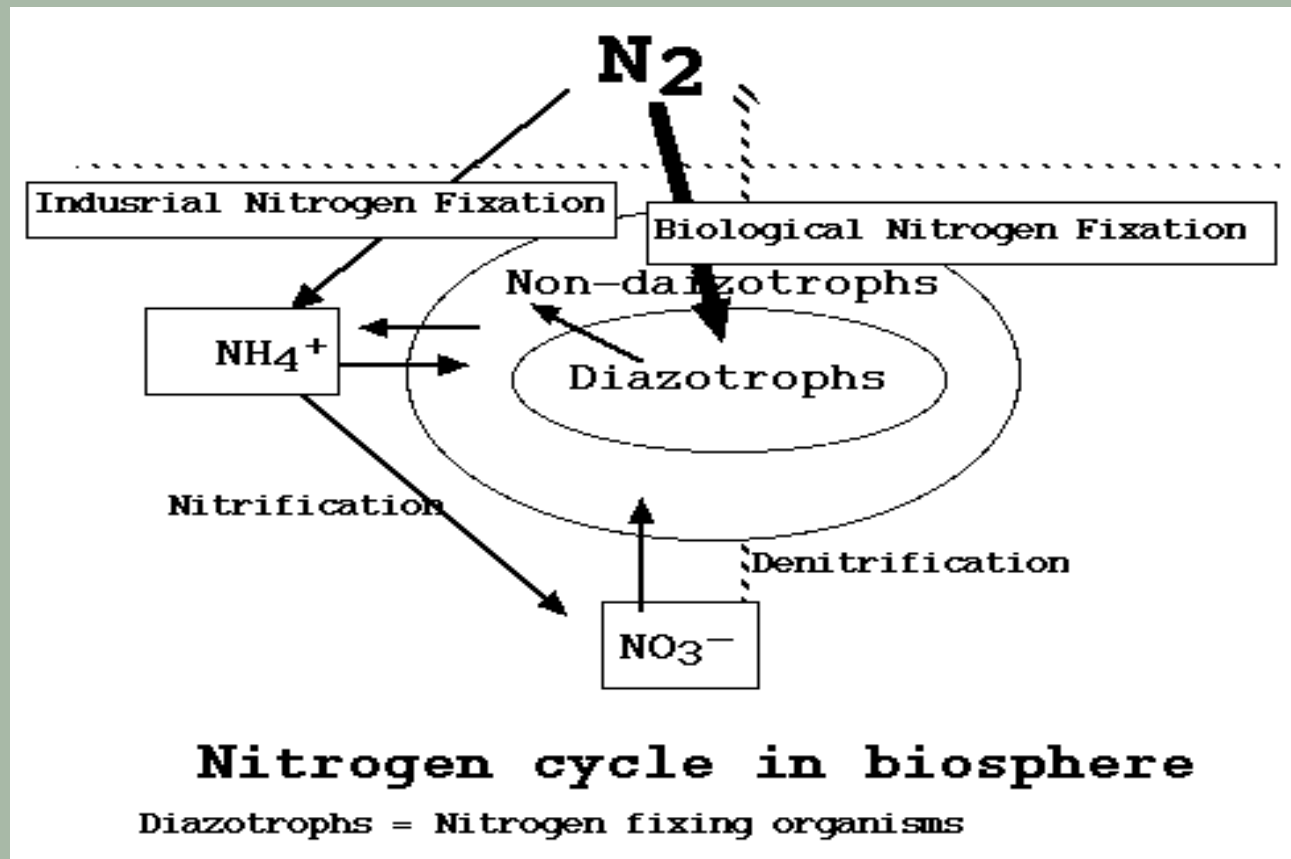 N2
Indusrial Nitrogen Fixation
Biological Nitrogen Fixation
Non-daizotrophs
NH4+
Diazotrophs
Nitrification
Denitrification
NO3−
Nitrogen cycle in biosphere
Diazotrophs = Nitrogen fixing organisms